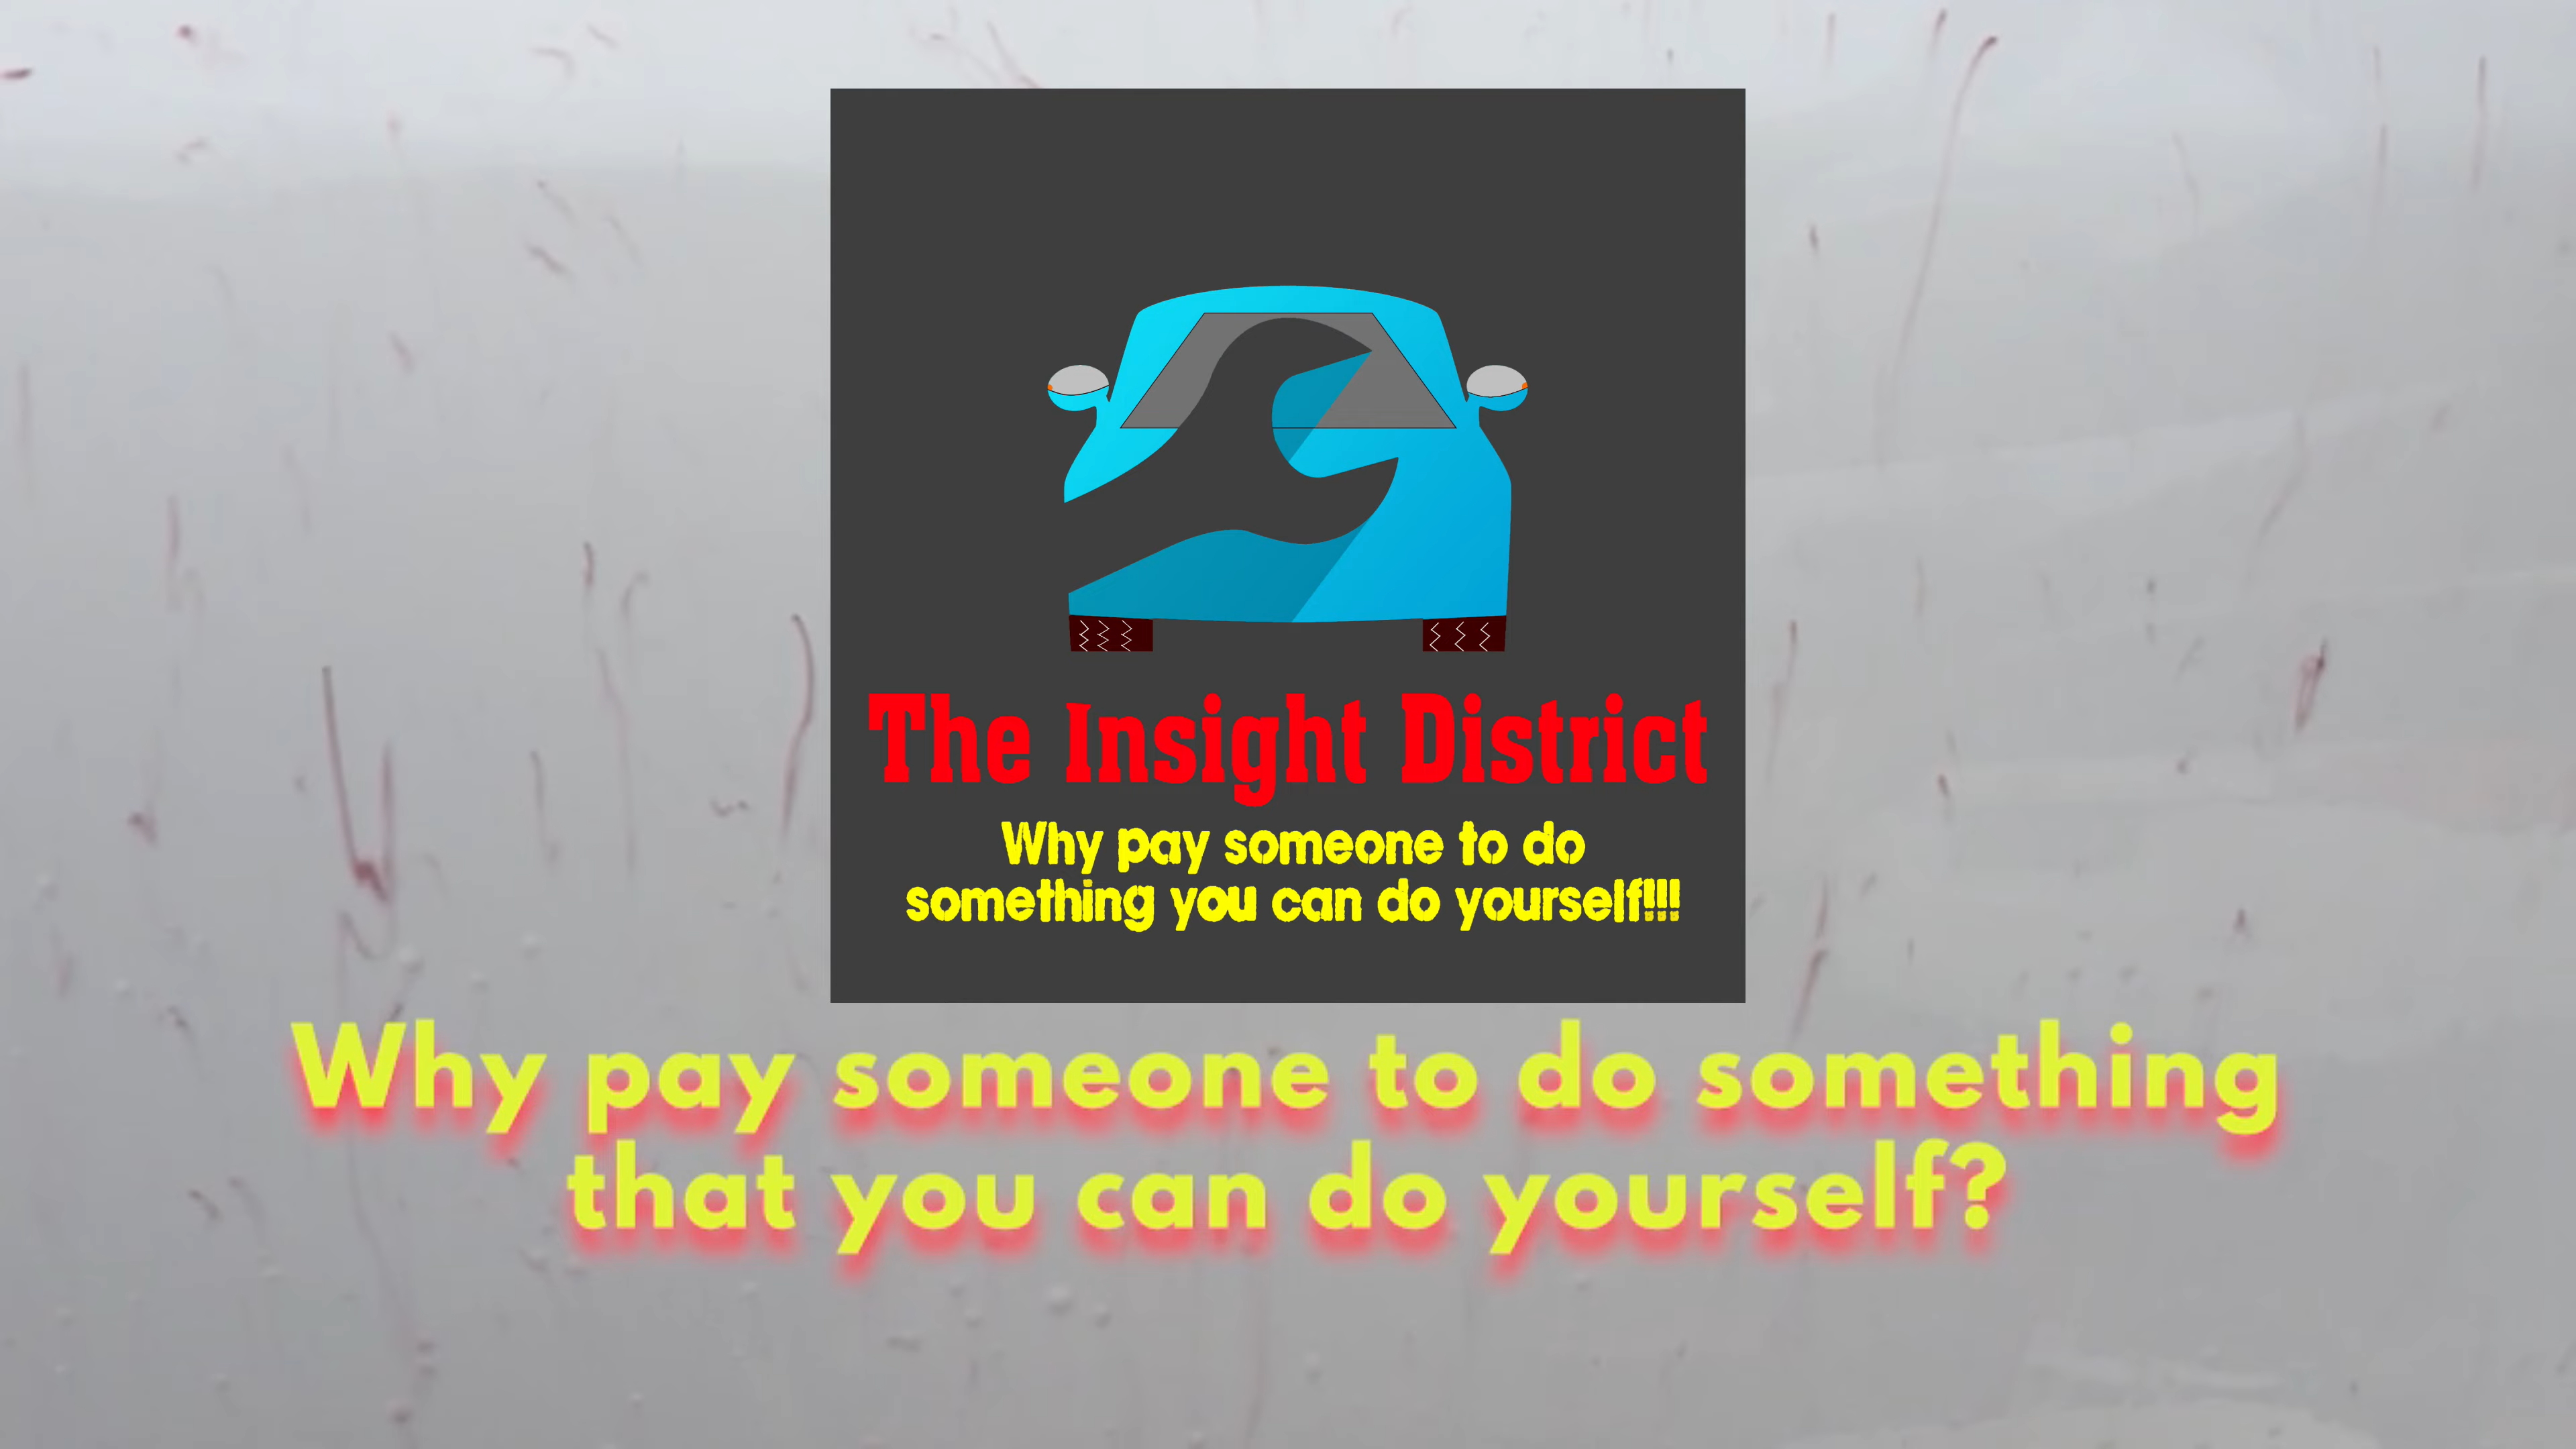 The Insight District
Why pay someone to do
something you can do yourself!!!
Why pay someone to do something
that you can do yourself?